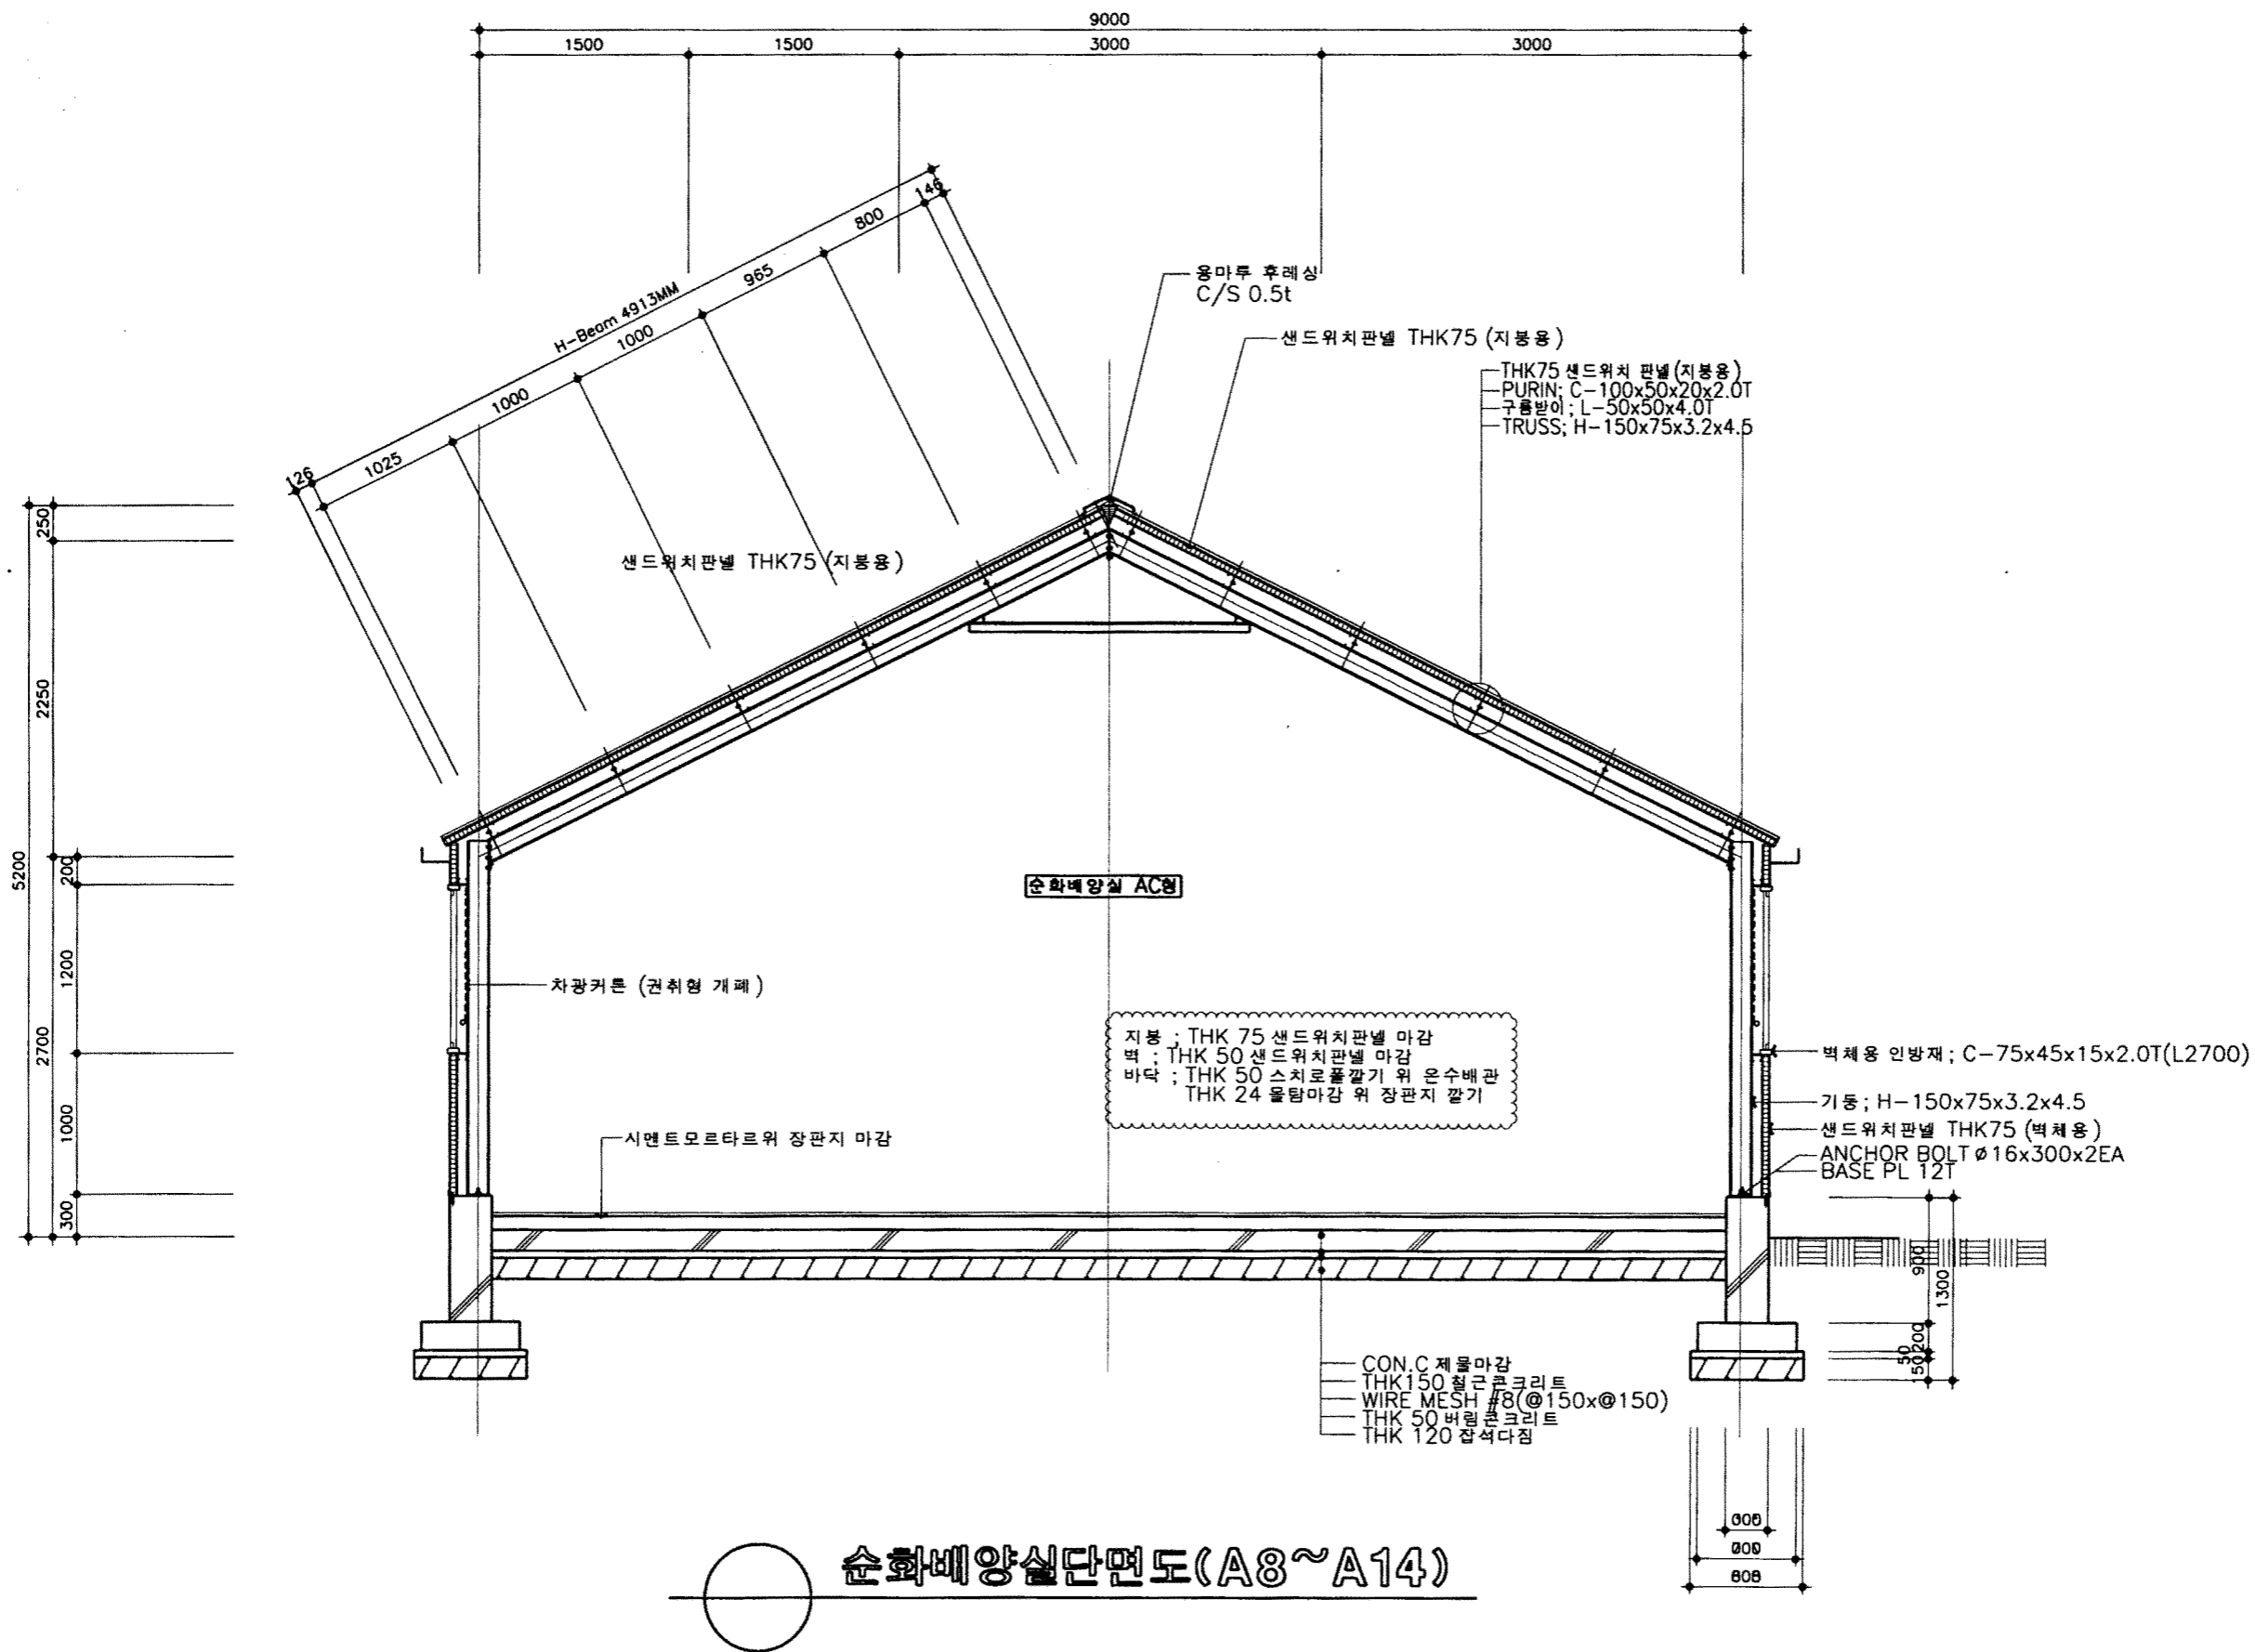 9000
1500
1500
3000
3000
H-Beam 4913MM
126
1025
1000
1000
965
800
146
용마루 후레싱
C/S 0.5t
샌드위치판넬 THK75 (지붕용)
THK75 샌드위치 판넬(지붕용)
PURIN; C-100x50x20x2.0T
구름받이; L-50x50x4.0T
TRUSS; H-150x75x3.2x4.5
샌드위치판넬 THK75 (지붕용)
250
2250
5200
200
1200
2700
1000
300
순화배양실 AC형
차광커튼 (권취형 개폐)
지붕 ; THK 75 샌드위치판넬 마감
벽 ; THK 50 샌드위치판넬 마감
바닥 ; THK 50 스치로폴깔기 위 온수배관
THK 24 몰탈마감 위 장판지 깔기
시멘트모르타르위 장판지 마감
벽체용 인방재; C-75x45x15x2.0T(L2700)
기둥; H-150x75x3.2x4.5
샌드위치판넬 THK75 (벽체용)
ANCHOR BOLT ø16x300x2EA
BASE PL 12T
900
1300
200
50
150
CON.C 제물마감
THK150 철근콘크리트
WIRE MESH #8(@150x@150)
THK 50 버림콘크리트
THK 120 잡석다짐
순화배양실단면도(A8~A14)